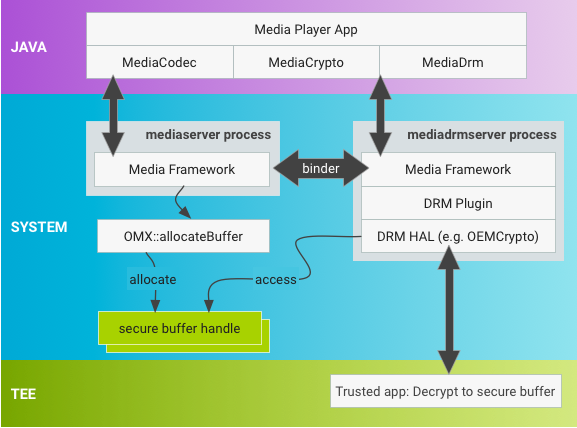 JAVA
Media Player App
MediaCodec
MediaCrypto
MediaDrm
SYSTEM
mediaserver process
Media Framework
binder
mediadrmserver process
Media Framework
DRM Plugin
DRM HAL (e.g. OEMCrypto)
OMX::allocateBuffer
allocate
access
secure buffer handle
TEE
Trusted app: Decrypt to secure buffer